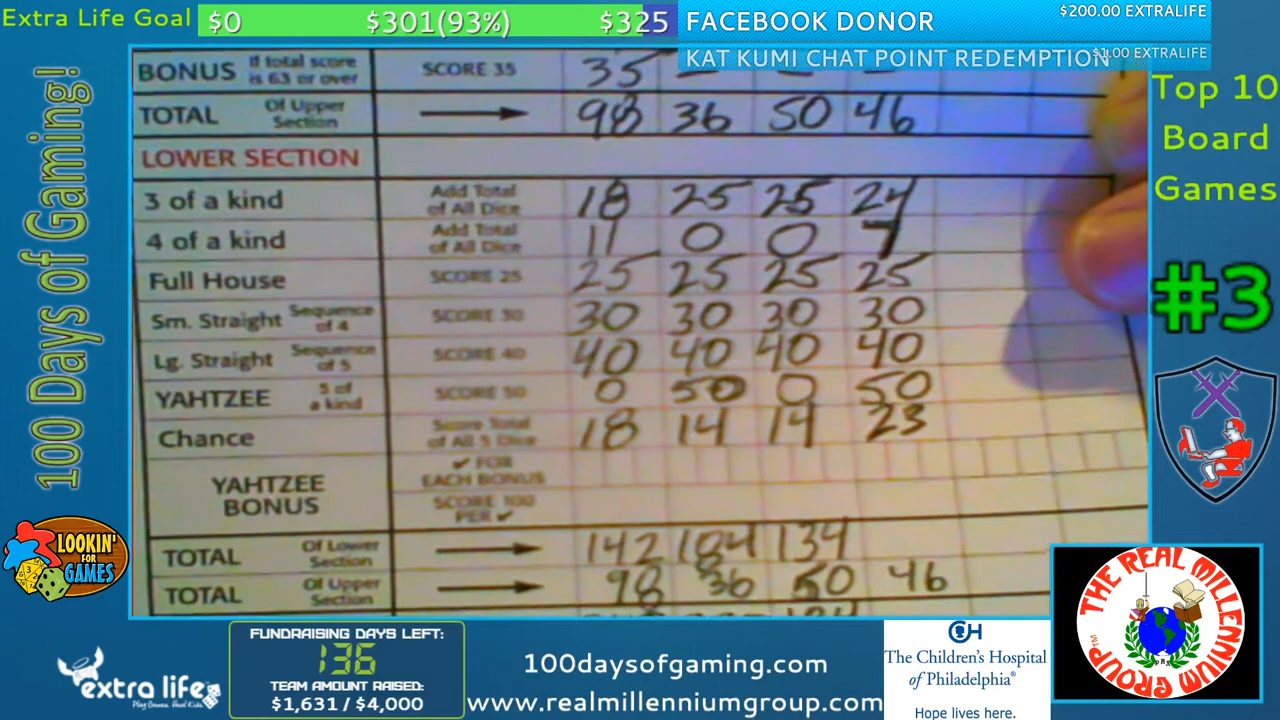 Extra Life Goal
$0 $301(93%) $325
FACEBOOK DONOR
$200.00 EXTRALIFE
KAT KUMI CHAT POINT REDEMPTION
$1.00 EXTRALIFE
100 Days of Gaming!
BONUS If total score is 63 or over SCORE 35 35 – – –
TOTAL Of Upper Section 98 36 50 46
LOWER SECTION
3 of a kind Add Total of All Dice 18 25 25 24
4 of a kind Add Total of All Dice 11 0 0 7
Full House SCORE 25 25 25 25 25
Sm. Straight Sequence of 4 SCORE 30 30 30 30 30
Lg. Straight Sequence of 5 SCORE 40 40 40 40 40
YAHTZEE 5 of a kind SCORE 50 0 50 0 50
Chance Score Total of All 5 Dice 18 14 14 23
YAHTZEE BONUS ✓ FOR EACH BONUS
SCORE 100 PER ✓
TOTAL Of Lower Section 142 184 134
TOTAL Of Upper Section 98 36 50 46
Top 10
Board
Games
#3
LOOKIN'
FOR
GAMES
THE REAL MILLENNIUM GROUP™
extra life
Play Games. Heal Kids.
FUNDRAISING DAYS LEFT:
136
TEAM AMOUNT RAISED:
$1,631 / $4,000
100daysofgaming.com
www.realmillenniumgroup.com
CH
The Children's Hospital
of Philadelphia®
Hope lives here.